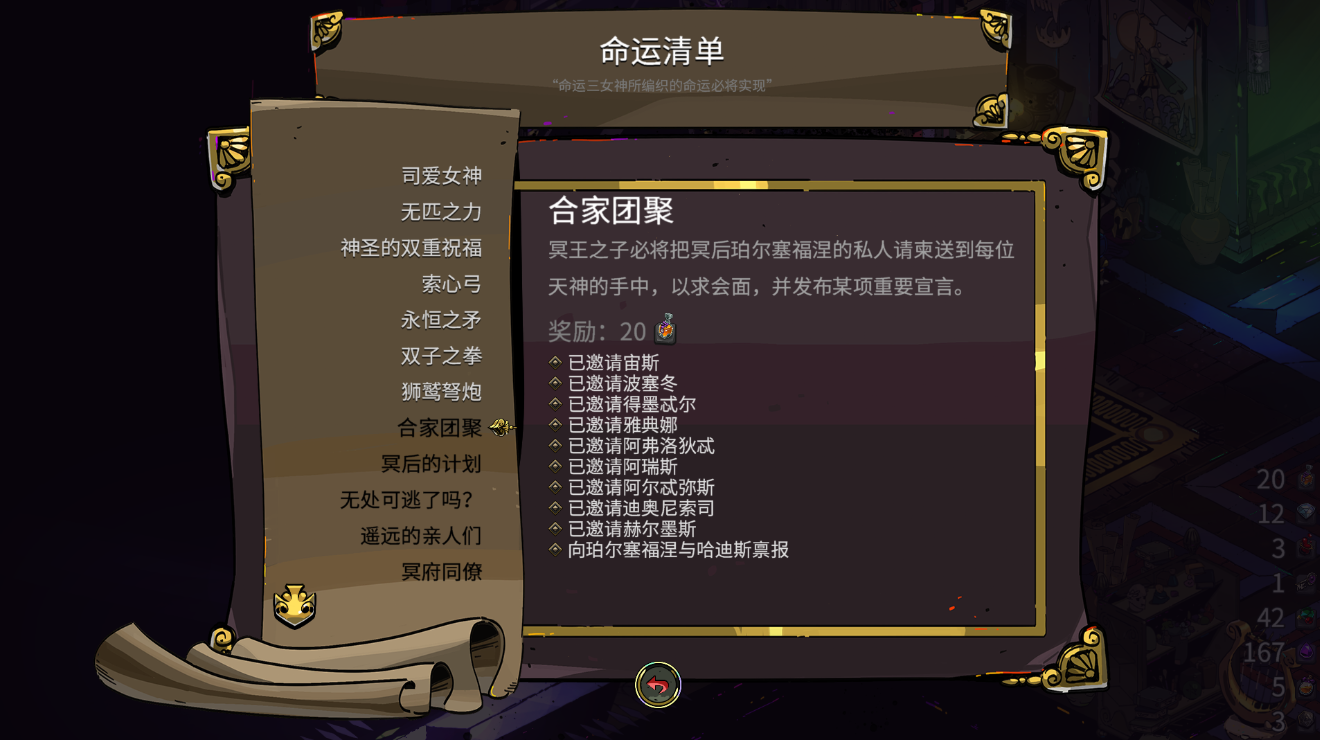 命运清单
“命运三女神所编织的命运必将实现”
司爱女神
无匹之力
神圣的双重祝福
索心弓
永恒之矛
双子之拳
狮鹫弩炮
合家团聚
冥后的计划
无处可逃了吗？
遥远的亲人们
冥府同僚
合家团聚
冥王之子必将把冥后珀尔塞福涅的私人请柬送到每位
天神的手中，以求会面，并发布某项重要宣言。
奖励：20
已邀请宙斯
已邀请波塞冬
已邀请得墨忒尔
已邀请雅典娜
已邀请阿弗洛狄忒
已邀请阿瑞斯
已邀请阿尔忒弥斯
已邀请迪奥尼索司
已邀请赫尔墨斯
向珀尔塞福涅与哈迪斯禀报
20
12
3
1
42
167
5
3